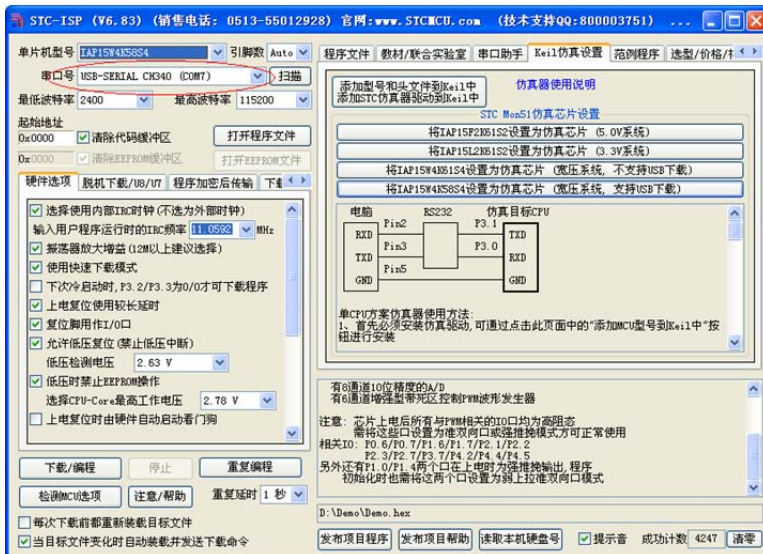 STC-ISP (V6.83) (销售电话: 0513-55012928) 官网:www.STCMCU.com (技术支持QQ:800003751) ...
单片机型号 IAP15W4K58S4 引脚数 Auto
串口号 USB-SERIAL CH340 (COM7) 扫描
最低波特率 2400 最高波特率 115200
起始地址
0x0000 清除代码缓冲区 打开程序文件
0x0000 清除EEPROM缓冲区 打开EEPROM文件
硬件选项 脱机下载/U8/U7 程序加密后传输
选择使用内部IRC时钟(不选为外部时钟)
输入用户程序运行时的IRC频率 11.0592 MHz
振荡器放大增益(12M以上建议选择)
使用快速下载模式
下次冷启动时,P3.2/P3.3为0/0才可下载程序
上电复位使用较长延时
复位脚用作I/O口
允许低压复位(禁止低压中断)
低压检测电压 2.63 V
低压时禁止EEPROM操作
选择CPU-Core最高工作电压 2.78 V
上电复位时由硬件自动启动看门狗
下载/编程 停止 重复编程
检测MCU选项 注意/帮助 重复延时 1 秒
每次下载前都重新装载目标文件
当目标文件变化时自动装载并发送下载命令
程序文件 教材/联合实验室 串口助手 Keil仿真设置 范例程序 选型/价格/
添加型号和头文件到Keil中
添加STC仿真器驱动到Keil中
仿真器使用说明
STC Mon51仿真芯片设置
将IAP15F2K61S2设置为仿真芯片 (5.0V系统)
将IAP15L2K61S2设置为仿真芯片 (3.3V系统)
将IAP15W4K61S4设置为仿真芯片 (宽压系统, 不支持USB下载)
将IAP15W4K58S4设置为仿真芯片 (宽压系统, 支持USB下载)
电脑 RS232 仿真目标CPU
Pin2 P3.1
RXD TXD
Pin3 P3.0
TXD RXD
Pin5
GND GND
单CPU方案仿真器使用方法:
1、首先必须安装仿真驱动,可通过点击此页面中的"添加MCU型号到Keil中"按
钮进行安装
有8通道10位精度的A/D
有6通道增强型带死区控制PWM波形发生器
注意: 芯片上电后所有与PWM相关的IO口均为高阻态
需将这些口设置为准双向口或强推挽模式方可正常使用
相关IO: P0.6/P0.7/P1.6/P1.7/P2.1/P2.2
P2.3/P2.7/P3.7/P4.2/P4.4/P4.5
另外还有P1.0/P1.4两个口在上电时为强推挽输出,程序
初始化时也需将这两个口设置为弱上拉准双向口模式
D:\Demo\Demo.hex
发布项目程序 发布项目帮助 读取本机硬盘号 提示音 成功计数 4247 清零